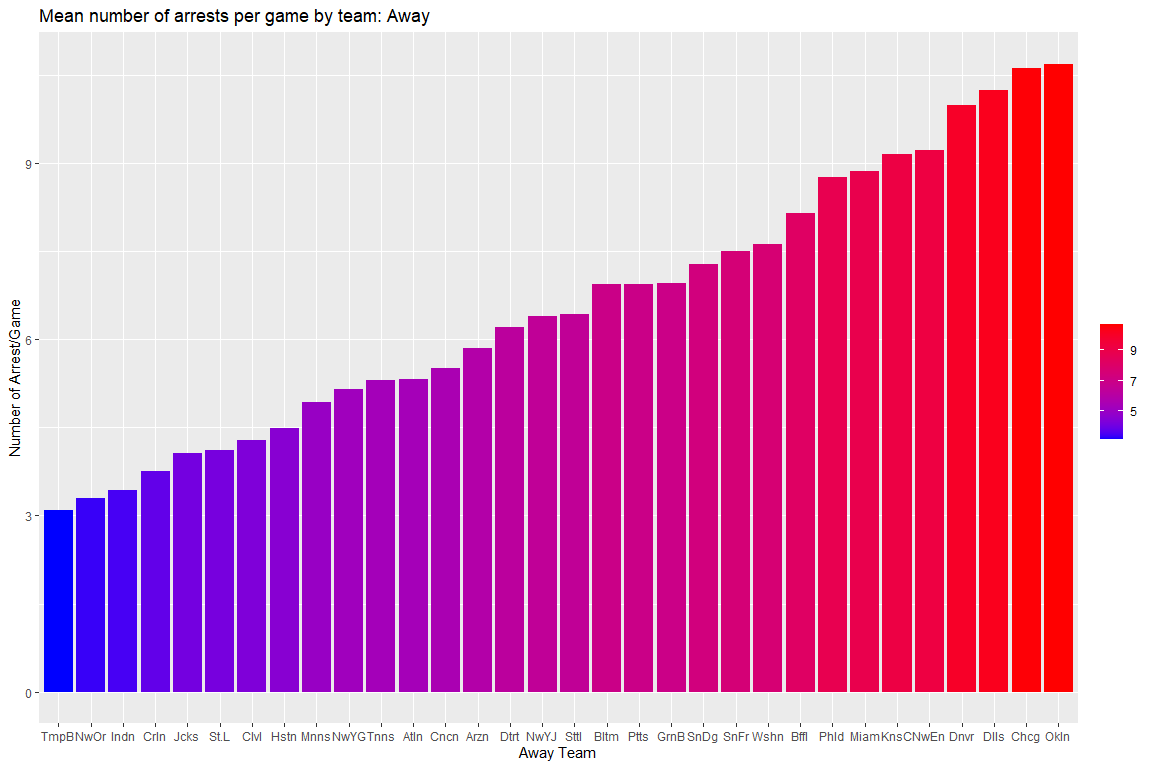 Mean number of arrests per game by team: Away
Number of Arrest/Game
9
6
3
0
9
7
5
TmpB NwOr Indn Crln Jcks St.L Clvl Hstn Mnns NwYG Tnns Atln Cncn Arzn Dtrt NwYJ Sttl Bltm Ptts GrnB SnDg SnFr Wshn Bffl Phld Miam KnsC NwEn Dnvr Dlls Chcg Okln
Away Team